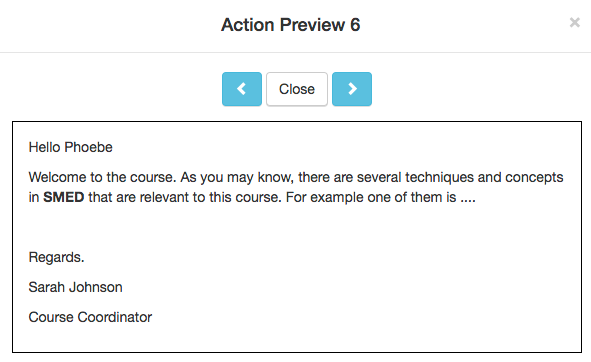 Action Preview 6
×
Close
Hello Phoebe
Welcome to the course. As you may know, there are several techniques and concepts
in SMED that are relevant to this course. For example one of them is ....
Regards.
Sarah Johnson
Course Coordinator